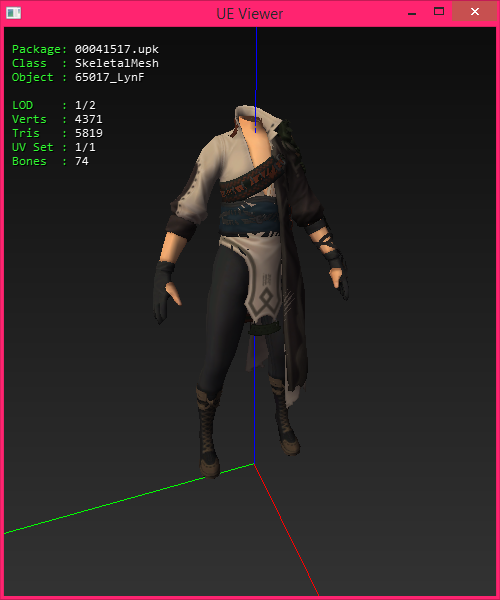 UE Viewer
Package: 00041517.upk
Class  : SkeletalMesh
Object : 65017_LynF
LOD    : 1/2
Verts  : 4371
Tris   : 5819
UV Set : 1/1
Bones  : 74